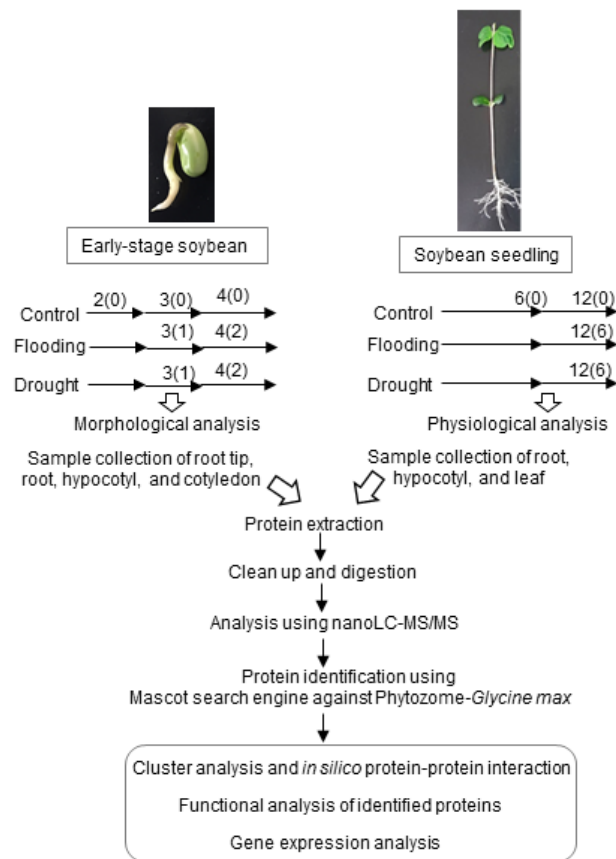 Early-stage soybean
Soybean seedling
2(0) 3(0) 4(0)
Control
3(1) 4(2)
Flooding
4(2)
3(1)
Drought
Morphological analysis
Sample collection of root tip,
root, hypocotyl, and cotyledon
6(0) 12(0)
Control
12(6)
Flooding
12(6)
Drought
Physiological analysis
Sample collection of root,
hypocotyl, and leaf
Protein extraction
Clean up and digestion
Analysis using nanoLC-MS/MS
Protein identification using
Mascot search engine against Phytozome-Glycine max
Cluster analysis and in silico protein-protein interaction
Functional analysis of identified proteins
Gene expression analysis